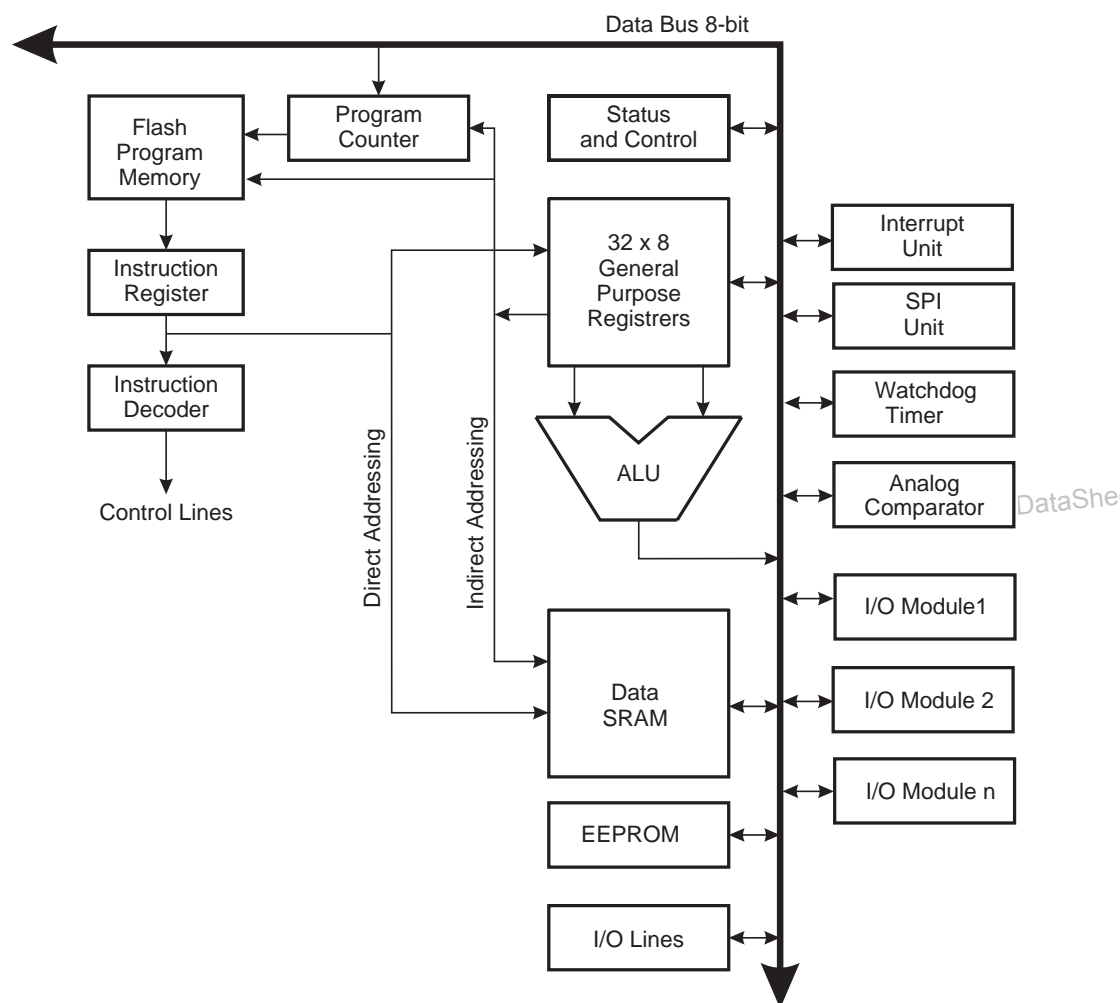 Data Bus 8-bit
Flash
Program
Memory
Program
Counter
Status
and Control
32 x 8
General
Purpose
Registrers
Interrupt
Unit
Instruction
Register
SPI
Unit
Instruction
Decoder
Watchdog
Timer
Direct Addressing
Indirect Addressing
ALU
Analog
Comparator
Control Lines
I/O Module1
Data
SRAM
I/O Module 2
I/O Module n
EEPROM
I/O Lines